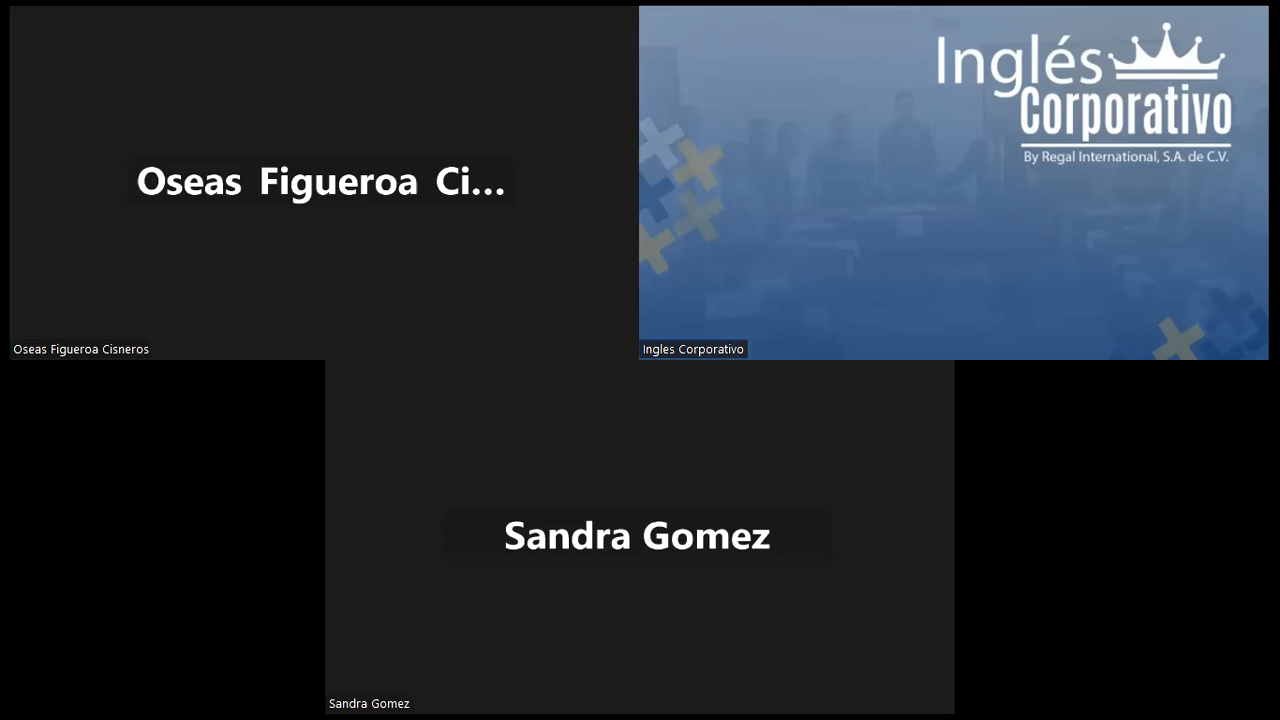 Oseas Figueroa Ci...
Oseas Figueroa Cisneros
Inglés
Corporativo
By Regal International, S.A. de C.V.
Ingles Corporativo
Sandra Gomez
Sandra Gomez